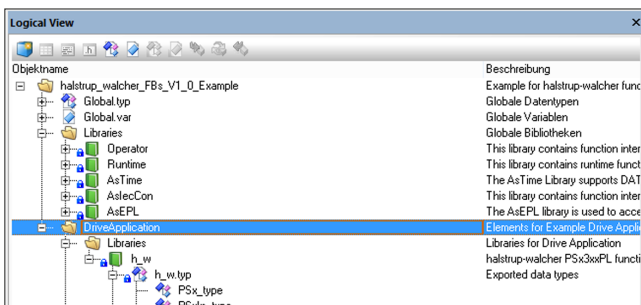 Logical View
Objektname Beschreibung
halstrup_walcher_FBs_V1_0_Example Example for halstrup-walcher func
Global.typ Globale Datentypen
Global.var Globale Variablen
Libraries Globale Bibliotheken
Operator This library contains function inter
Runtime This library contains runtime funct
AsTime The AsTime Library supports DAT
AsIecCon This library contains function inter
AsEPL The AsEPL library is used to acce
DriveApplication Elements for Example Drive Appli
Libraries Libraries for Drive Application
h_w halstrup-walcher PSx3xxPL functi
h_w.typ Exported data types
PSx_type